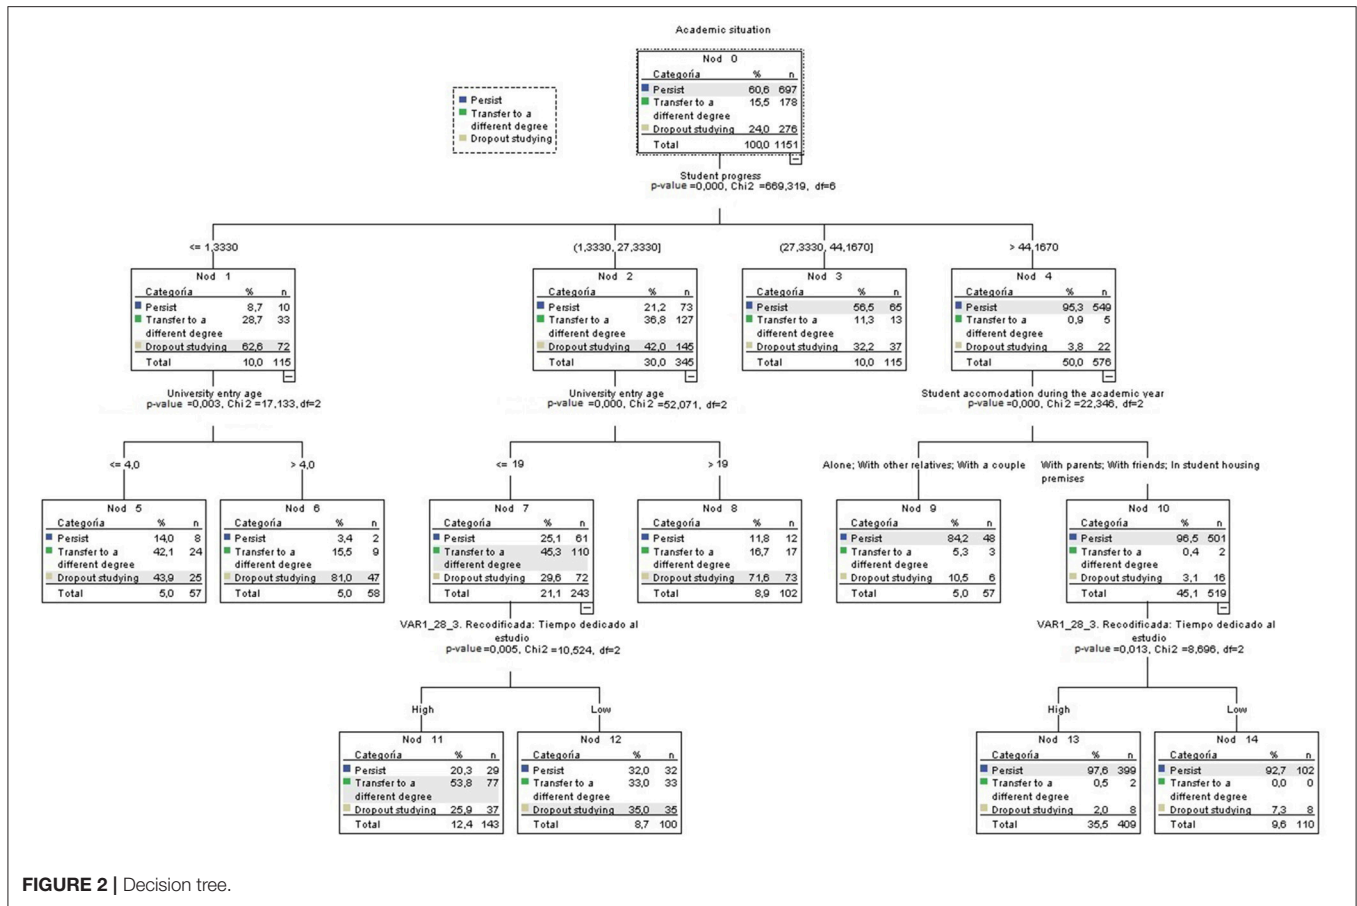 Academic situation
Nod 0
Categoría % n
Persist 60,6 697
Transfer to a 15,5 178
different degree
Dropout studying 24,0 276
Total 100,0 1151
Persist
Transfer to a
different degree
Dropout studying
Student progress
p-value =0,000, Chi2 =669,319, df=6
<= 1,3330
(1,3330, 27,3330]
(27,3330, 44,1670]
> 44,1670
Nod 1
Categoría % n
Persist 8,7 10
Transfer to a 28,7 33
different degree
Dropout studying 62,6 72
Total 10,0 115
Nod 2
Categoría % n
Persist 21,2 73
Transfer to a 36,8 127
different degree
Dropout studying 42,0 145
Total 30,0 345
Nod 3
Categoría % n
Persist 56,5 65
Transfer to a 11,3 13
different degree
Dropout studying 32,2 37
Total 10,0 115
Nod 4
Categoría % n
Persist 95,3 549
Transfer to a 0,9 5
different degree
Dropout studying 3,8 22
Total 50,0 576
University entry age
p-value =0,003, Chi2 =17,133, df=2
University entry age
p-value =0,000, Chi2 =52,071, df=2
Student accomodation during the academic year
p-value =0,000, Chi2 =22,346, df=2
<= 4,0
> 4,0
<= 19
> 19
Alone; With other relatives; With a couple
With parents; With friends; In student housing
premises
Nod 5
Categoría % n
Persist 14,0 8
Transfer to a 42,1 24
different degree
Dropout studying 43,9 25
Total 5,0 57
Nod 6
Categoría % n
Persist 3,4 2
Transfer to a 15,5 9
different degree
Dropout studying 81,0 47
Total 5,0 58
Nod 7
Categoría % n
Persist 25,1 61
Transfer to a 45,3 110
different degree
Dropout studying 29,6 72
Total 21,1 243
Nod 8
Categoría % n
Persist 11,8 12
Transfer to a 16,7 17
different degree
Dropout studying 71,6 73
Total 8,9 102
Nod 9
Categoría % n
Persist 84,2 48
Transfer to a 5,3 3
different degree
Dropout studying 10,5 6
Total 5,0 57
Nod 10
Categoría % n
Persist 96,5 501
Transfer to a 0,4 2
different degree
Dropout studying 3,1 16
Total 45,1 519
VAR1_28_3. Recodificada: Tiempo dedicado al
estudio
p-value =0,005, Chi2 =10,524, df=2
VAR1_28_3. Recodificada: Tiempo dedicado al
estudio
p-value =0,013, Chi2 =8,696, df=2
High
Low
High
Low
Nod 11
Categoría % n
Persist 20,3 29
Transfer to a 53,8 77
different degree
Dropout studying 25,9 37
Total 12,4 143
Nod 12
Categoría % n
Persist 32,0 32
Transfer to a 33,0 33
different degree
Dropout studying 35,0 35
Total 8,7 100
Nod 13
Categoría % n
Persist 97,6 399
Transfer to a 0,5 2
different degree
Dropout studying 2,0 8
Total 35,5 409
Nod 14
Categoría % n
Persist 92,7 102
Transfer to a 0,0 0
different degree
Dropout studying 7,3 8
Total 9,6 110
FIGURE 2 | Decision tree.